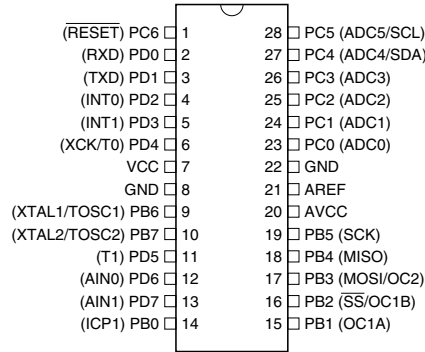 (RESET) PC6 1 28 PC5 (ADC5/SCL)
(RXD) PD0 2 27 PC4 (ADC4/SDA)
(TXD) PD1 3 26 PC3 (ADC3)
(INT0) PD2 4 25 PC2 (ADC2)
(INT1) PD3 5 24 PC1 (ADC1)
(XCK/T0) PD4 6 23 PC0 (ADC0)
VCC 7 22 GND
GND 8 21 AREF
(XTAL1/TOSC1) PB6 9 20 AVCC
(XTAL2/TOSC2) PB7 10 19 PB5 (SCK)
(T1) PD5 11 18 PB4 (MISO)
(AIN0) PD6 12 17 PB3 (MOSI/OC2)
(AIN1) PD7 13 16 PB2 (SS/OC1B)
(ICP1) PB0 14 15 PB1 (OC1A)